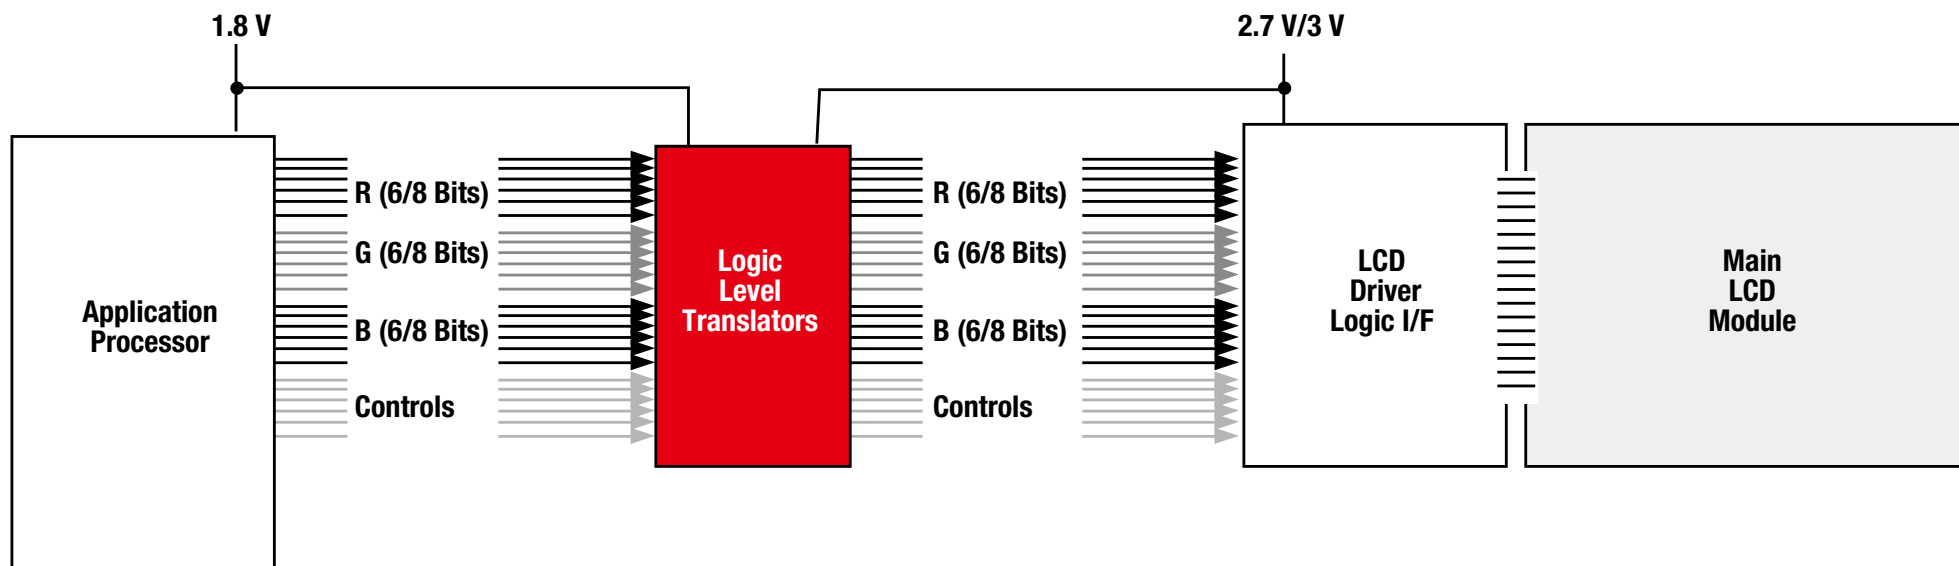 1.8 V
2.7 V/3 V
Application
Processor
R (6/8 Bits)
G (6/8 Bits)
B (6/8 Bits)
Controls
Logic
Level
Translators
R (6/8 Bits)
G (6/8 Bits)
B (6/8 Bits)
Controls
LCD
Driver
Logic I/F
Main
LCD
Module